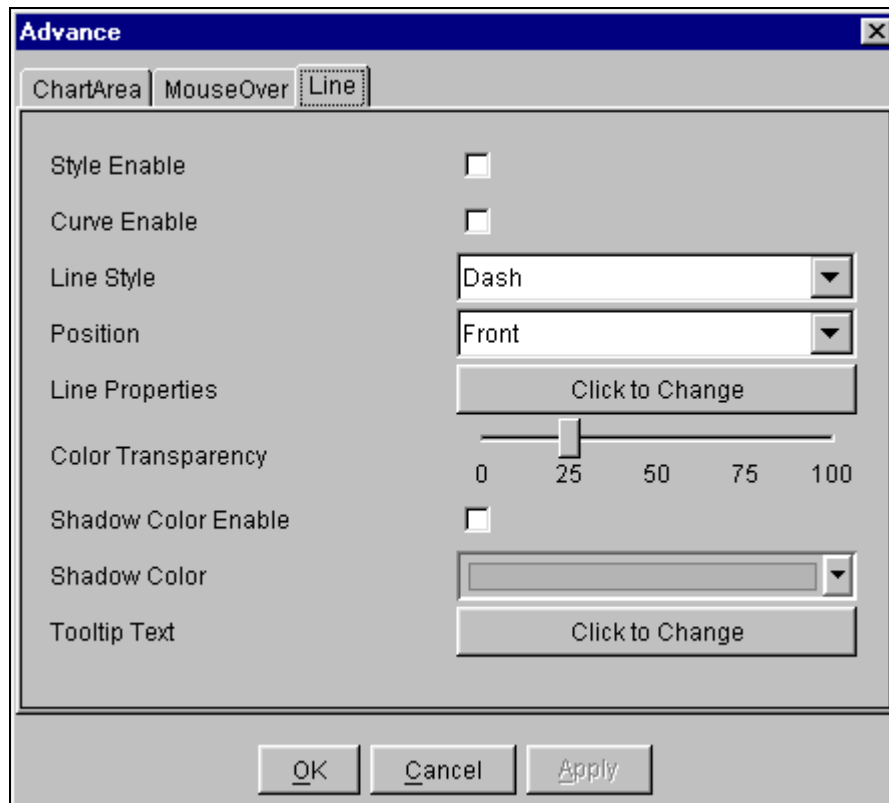 Advance
ChartArea MouseOver Line
Style Enable
Curve Enable
Line Style Dash
Position Front
Line Properties Click to Change
Color Transparency
0 25 50 75 100
Shadow Color Enable
Shadow Color
Tooltip Text Click to Change
OK Cancel Apply